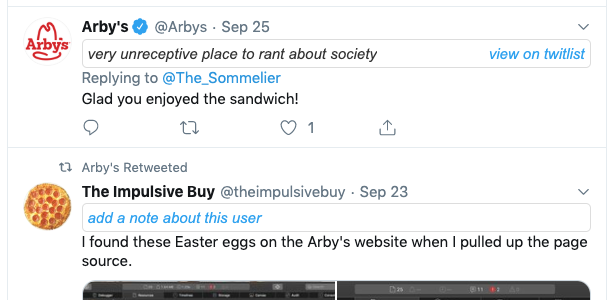 Arby's @Arbys · Sep 25
Arby's
very unreceptive place to rant about society view on twitlist
Replying to @The_Sommelier
Glad you enjoyed the sandwich!
1
Arby's Retweeted
The Impulsive Buy @theimpulsivebuy · Sep 23
add a note about this user
I found these Easter eggs on the Arby's website when I pulled up the page
source.